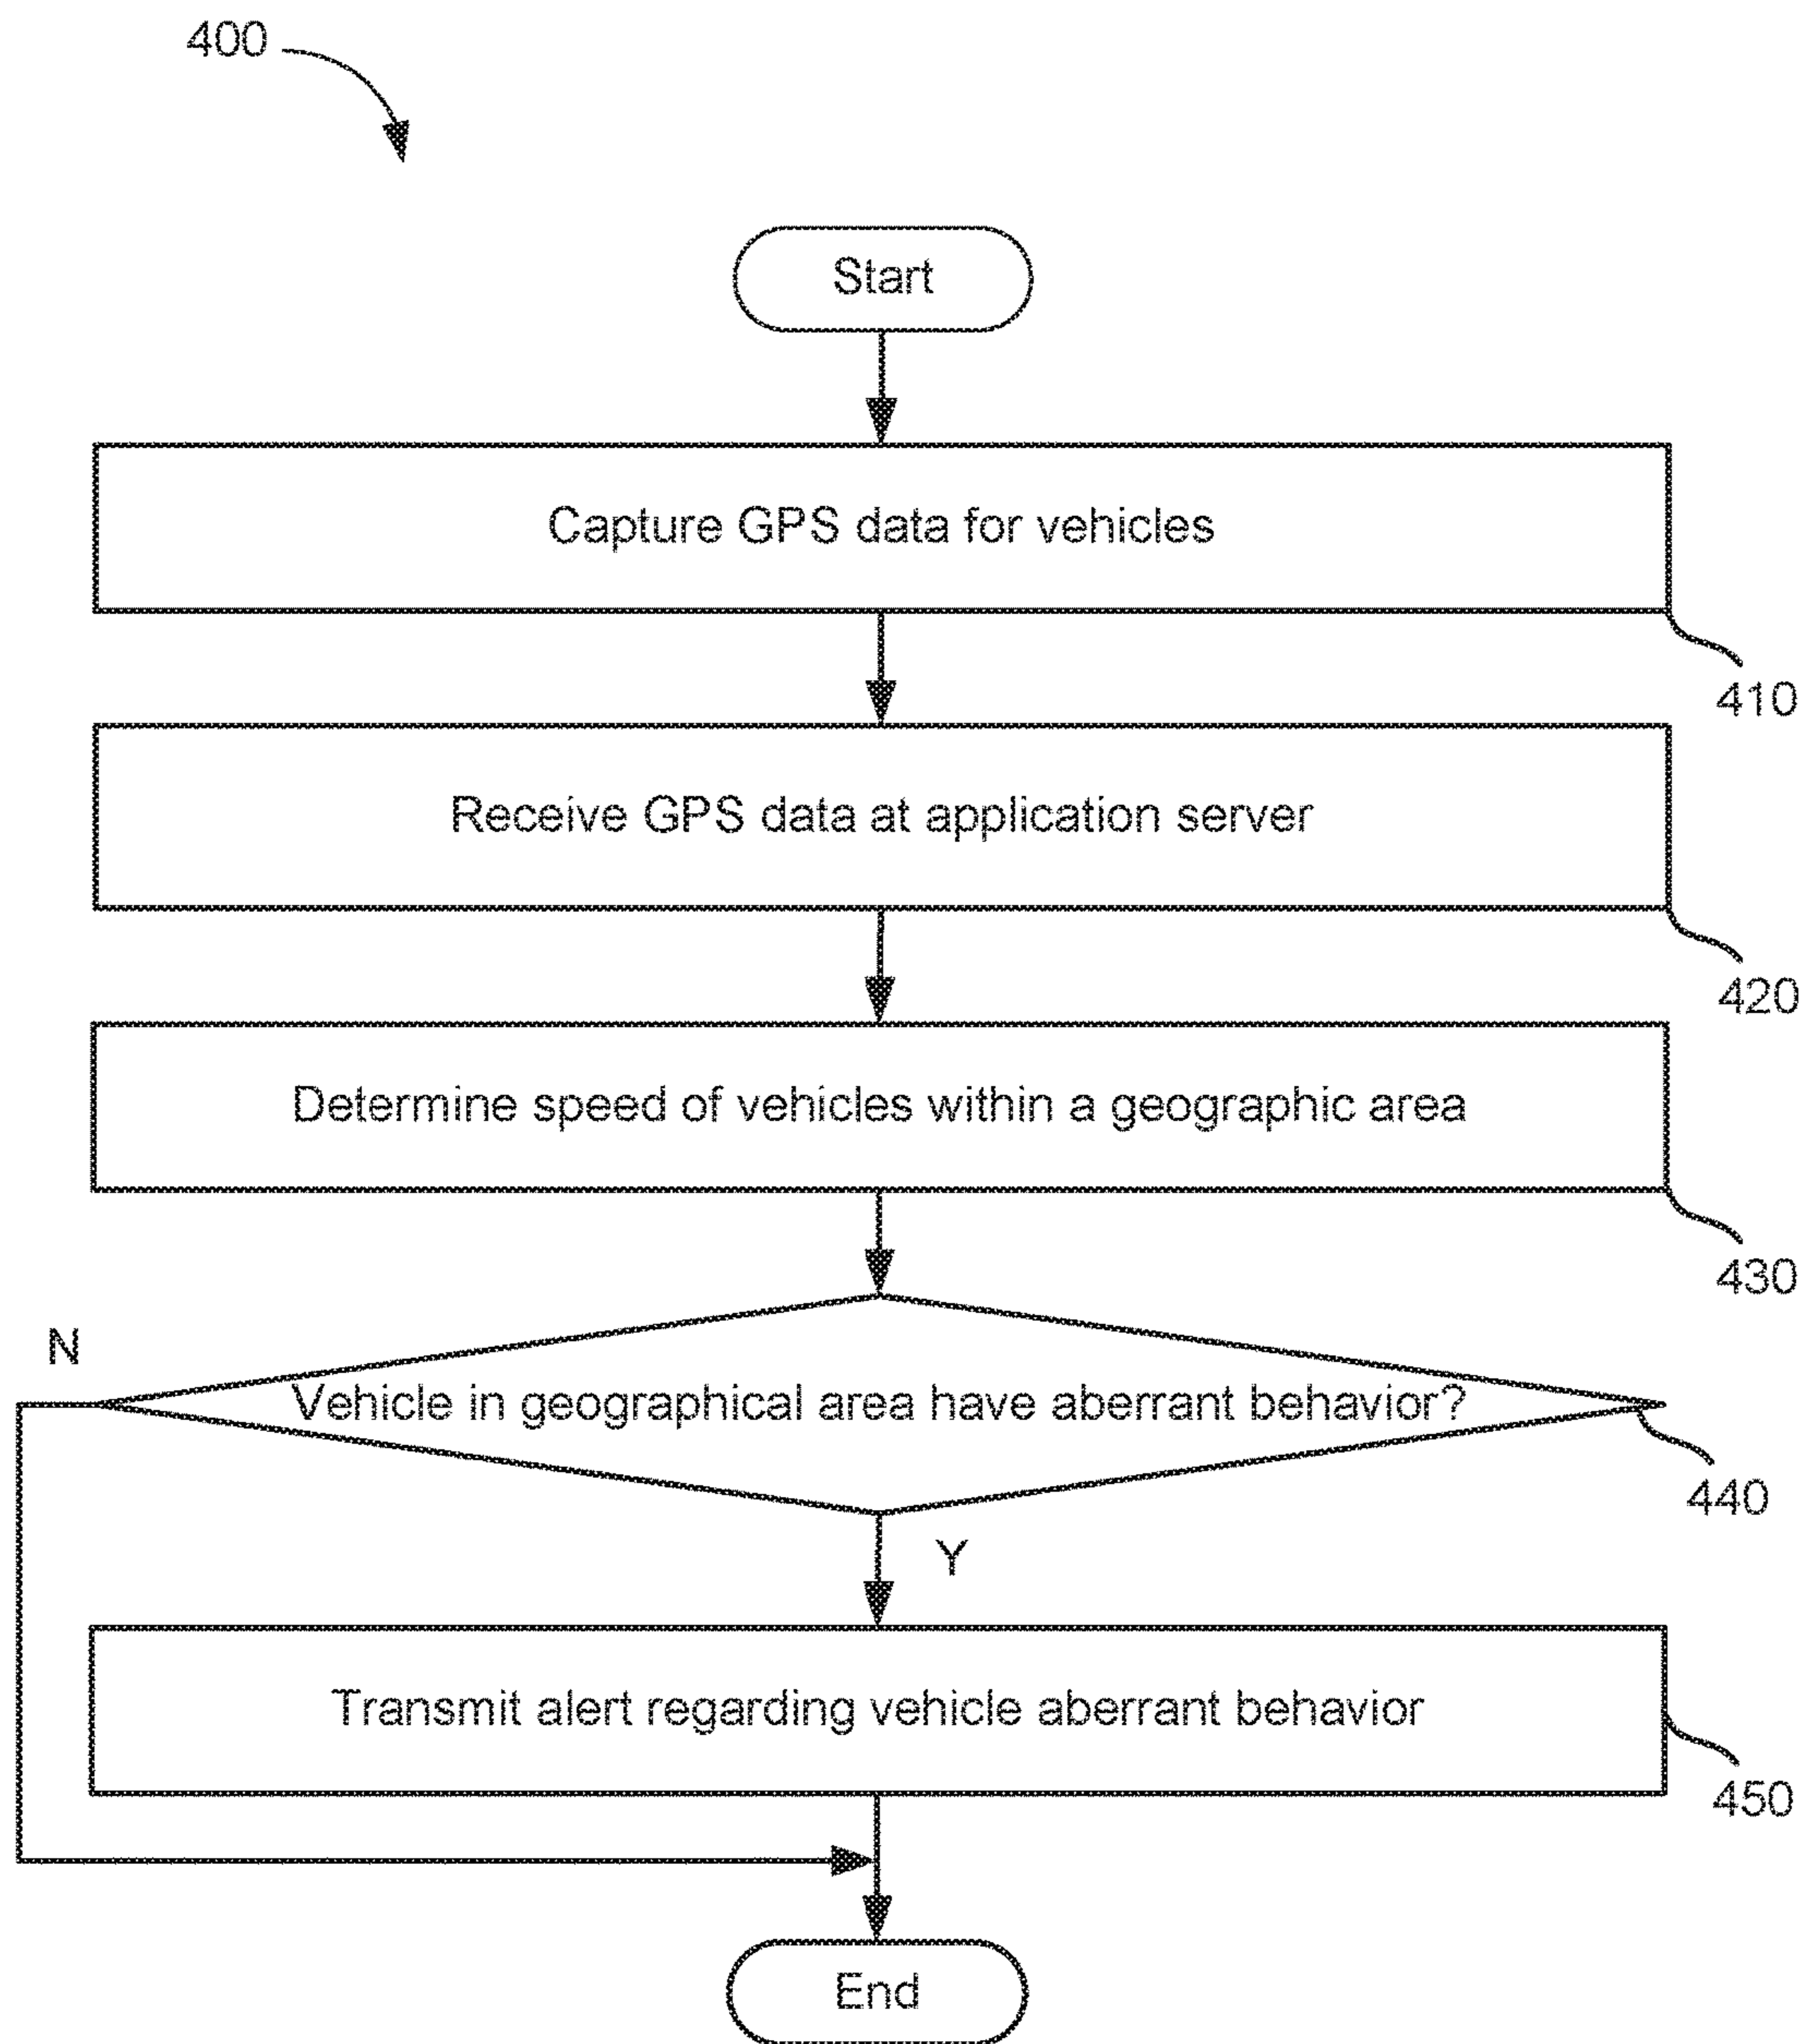 400
Start
Capture GPS data for vehicles
410
Receive GPS data at application server
420
Determine speed of vehicles within a geographic area
430
N
Vehicle in geographical area have aberrant behavior?
440
Y
Transmit alert regarding vehicle aberrant behavior
450
End